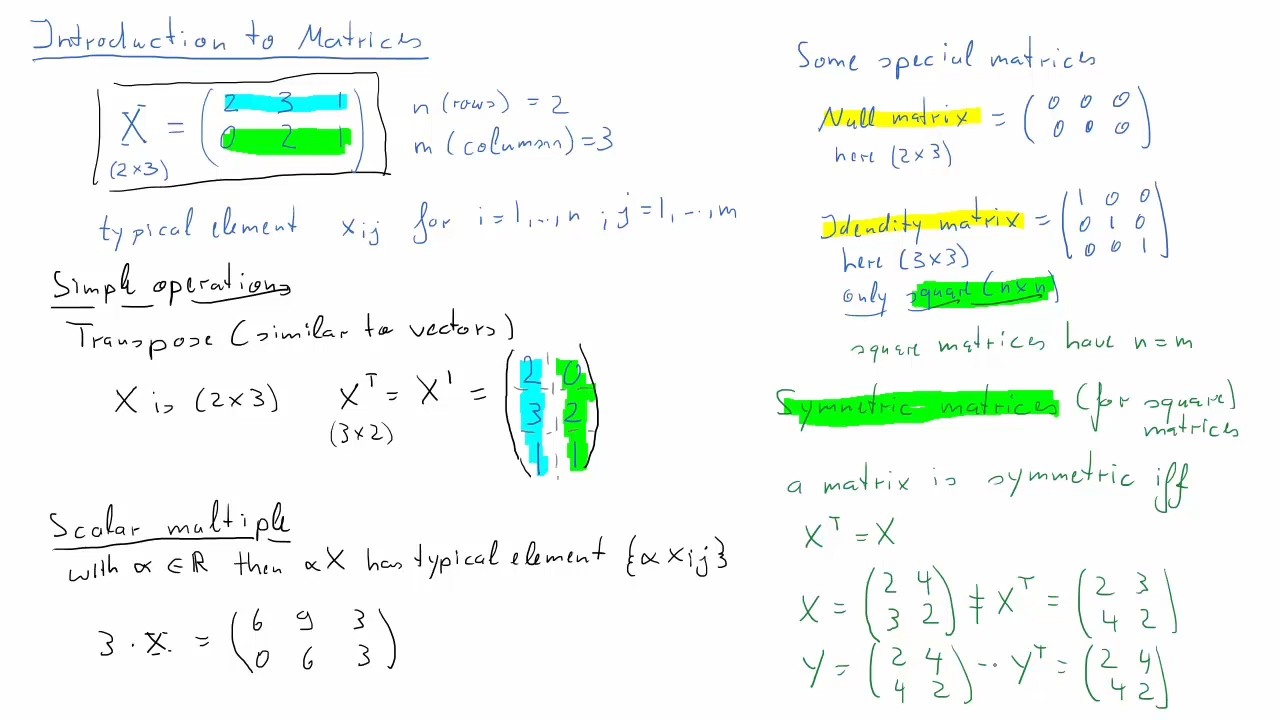 Introduction to Matrices
X = ( 2 3 1
(2×3) 0 2 1 )
n (rows) = 2
m (columns) = 3
typical element xij for i=1,...,n ; j=1,...,m
Simple operations
Transpose (similar to vectors)
X is (2×3) X^T = X' = ( 2 0
(3×2) 3 2
1 1 )
Scalar multiple
with α ∈ ℝ then αX has typical element {α xij}
3 · X = ( 6 9 3
0 6 3 )
Some special matrices
Null matrix = ( 0 0 0
here (2×3) 0 0 0 )
Idendity matrix = ( 1 0 0
0 1 0
here (3×3) 0 0 1 )
only square (n×n)
square matrices have n=m
Symmetric matrices (for square)
matrices
a matrix is symmetric iff
X^T = X
X = ( 2 4 ≠ X^T = ( 2 3
3 2 ) 4 2 )
Y = ( 2 4 -- Y^T = ( 2 4
4 2 ) 4 2 )